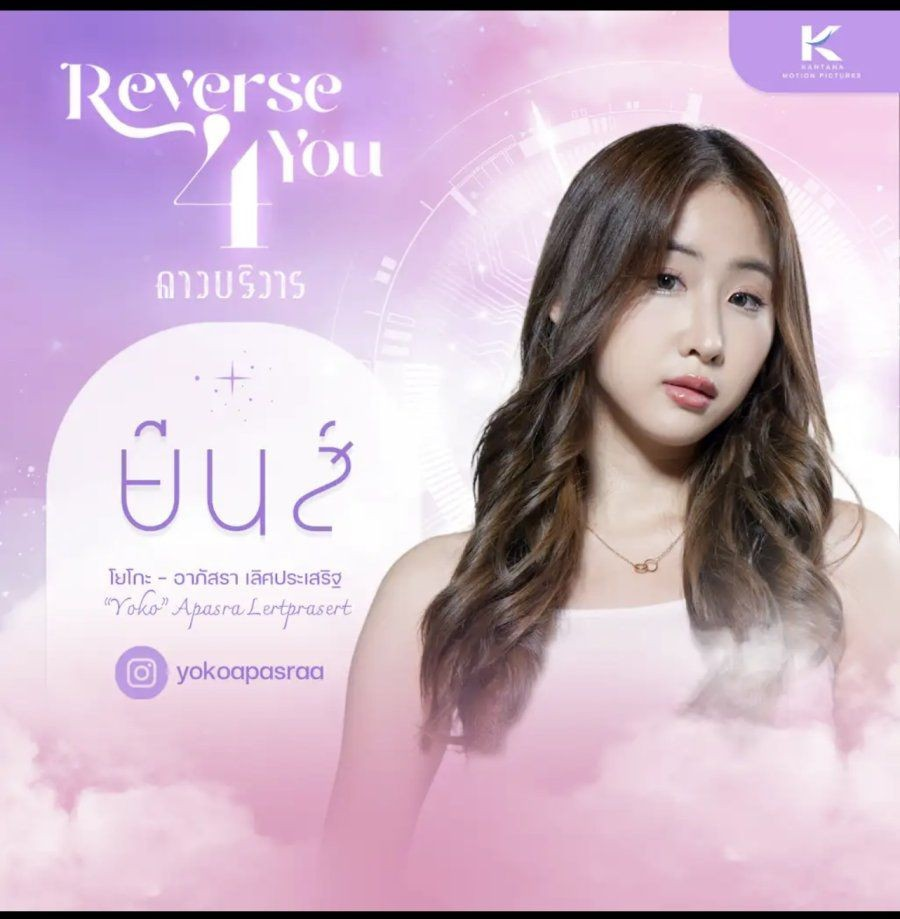 Reverse
4 You
ดาวบริวาร
K
KANTANA
MOTION PICTURES
ยีนส์
โยโกะ - อาภัสรา เลิศประเสริฐ
"Yoko" Apasra Lertprasert
yokoapasraa